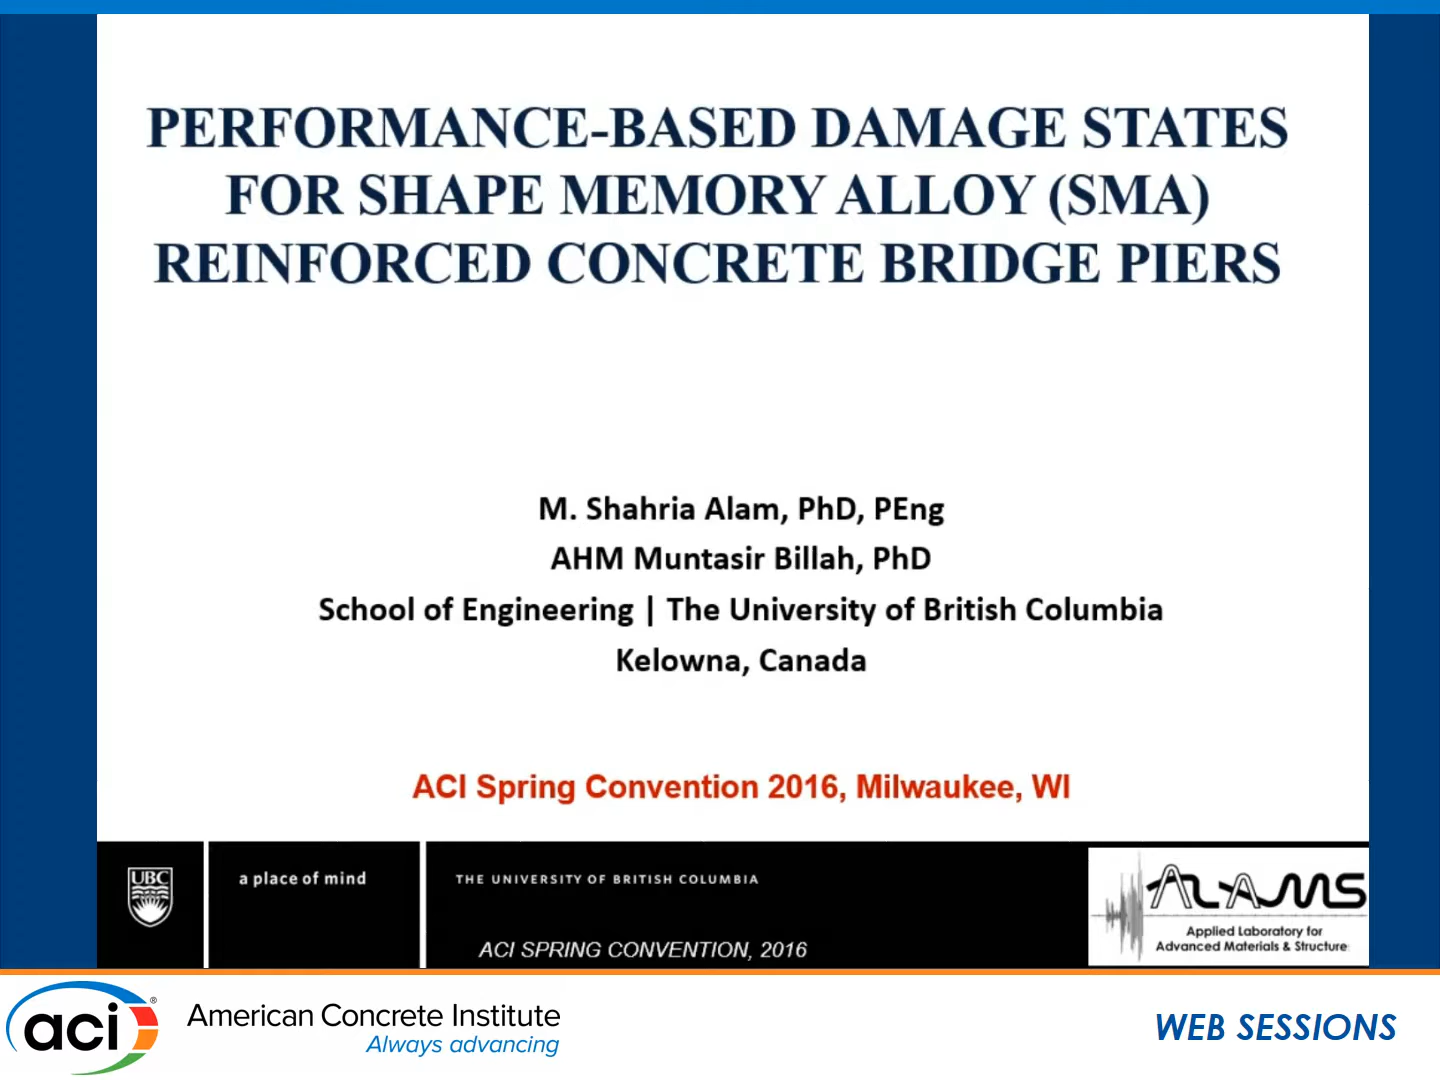 PERFORMANCE-BASED DAMAGE STATES
FOR SHAPE MEMORY ALLOY (SMA)
REINFORCED CONCRETE BRIDGE PIERS
M. Shahria Alam, PhD, PEng
AHM Muntasir Billah, PhD
School of Engineering | The University of British Columbia
Kelowna, Canada
ACI Spring Convention 2016, Milwaukee, WI
UBC
a place of mind
THE UNIVERSITY OF BRITISH COLUMBIA
ACI SPRING CONVENTION, 2016
ALAMS
Applied Laboratory for
Advanced Materials & Structure
aci®
American Concrete Institute
Always advancing
WEB SESSIONS